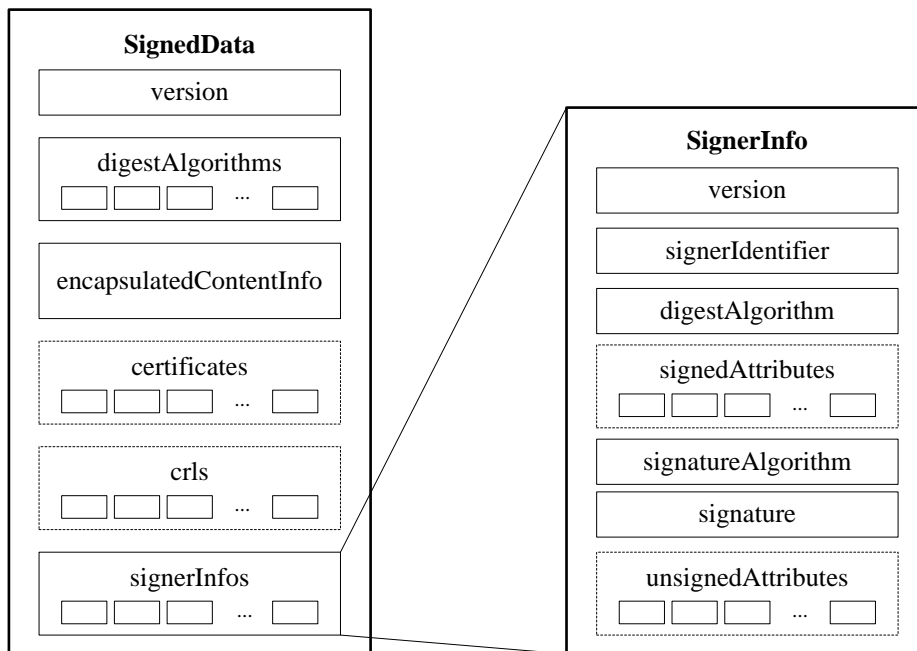 SignedData
version
digestAlgorithms
...
encapsulatedContentInfo
certificates
...
crls
...
signerInfos
...
SignerInfo
version
signerIdentifier
digestAlgorithm
signedAttributes
...
signatureAlgorithm
signature
unsignedAttributes
...